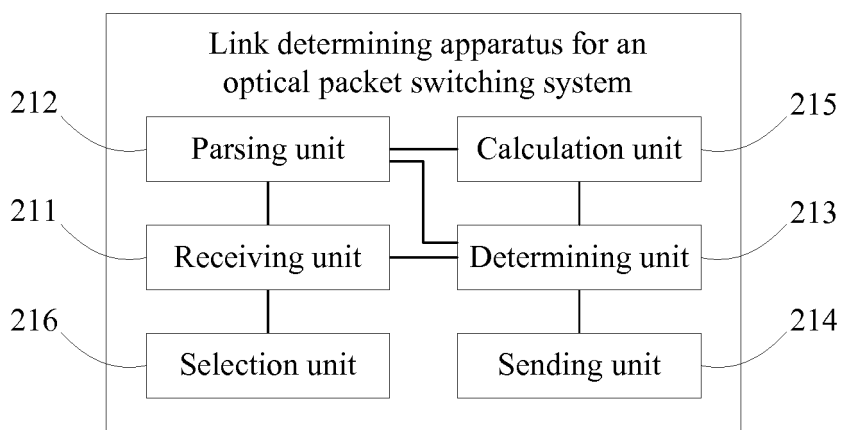 Link determining apparatus for an
optical packet switching system
212
215
Parsing unit
Calculation unit
211
213
Receiving unit
Determining unit
216
214
Selection unit
Sending unit